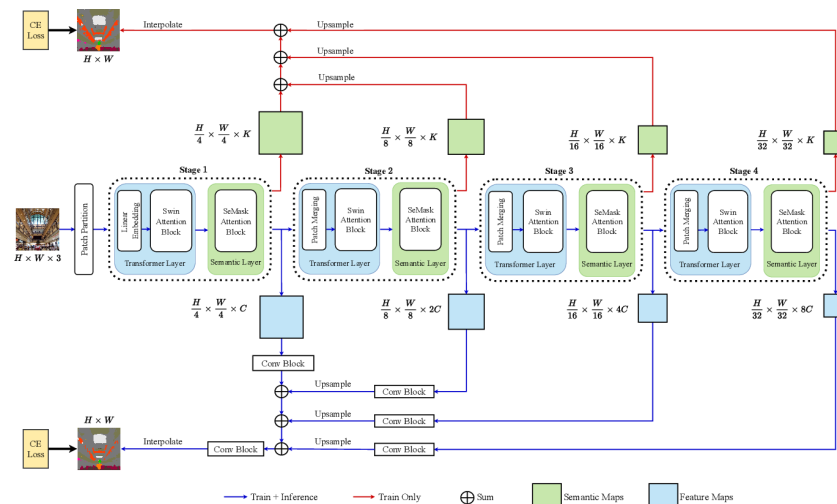 CE
Loss
H × W
Interpolate
Upsample
Upsample
Upsample
H/4 × W/4 × K
H/8 × W/8 × K
H/16 × W/16 × K
H/32 × W/32 × K
Stage 1
Stage 2
Stage 3
Stage 4
H × W × 3
Patch Partition
Linear
Embedding
Swin
Attention
Block
SeMask
Attention
Block
Transformer Layer
Semantic Layer
Patch Merging
Swin
Attention
Block
SeMask
Attention
Block
Transformer Layer
Semantic Layer
Patch Merging
Swin
Attention
Block
SeMask
Attention
Block
Transformer Layer
Semantic Layer
Patch Merging
Swin
Attention
Block
SeMask
Attention
Block
Transformer Layer
Semantic Layer
H/4 × W/4 × C
H/8 × W/8 × 2C
H/16 × W/16 × 4C
H/32 × W/32 × 8C
Conv Block
Upsample
Conv Block
Upsample
Conv Block
H × W
CE
Loss
Interpolate
Conv Block
Upsample
Conv Block
Train + Inference
Train Only
Sum
Semantic Maps
Feature Maps